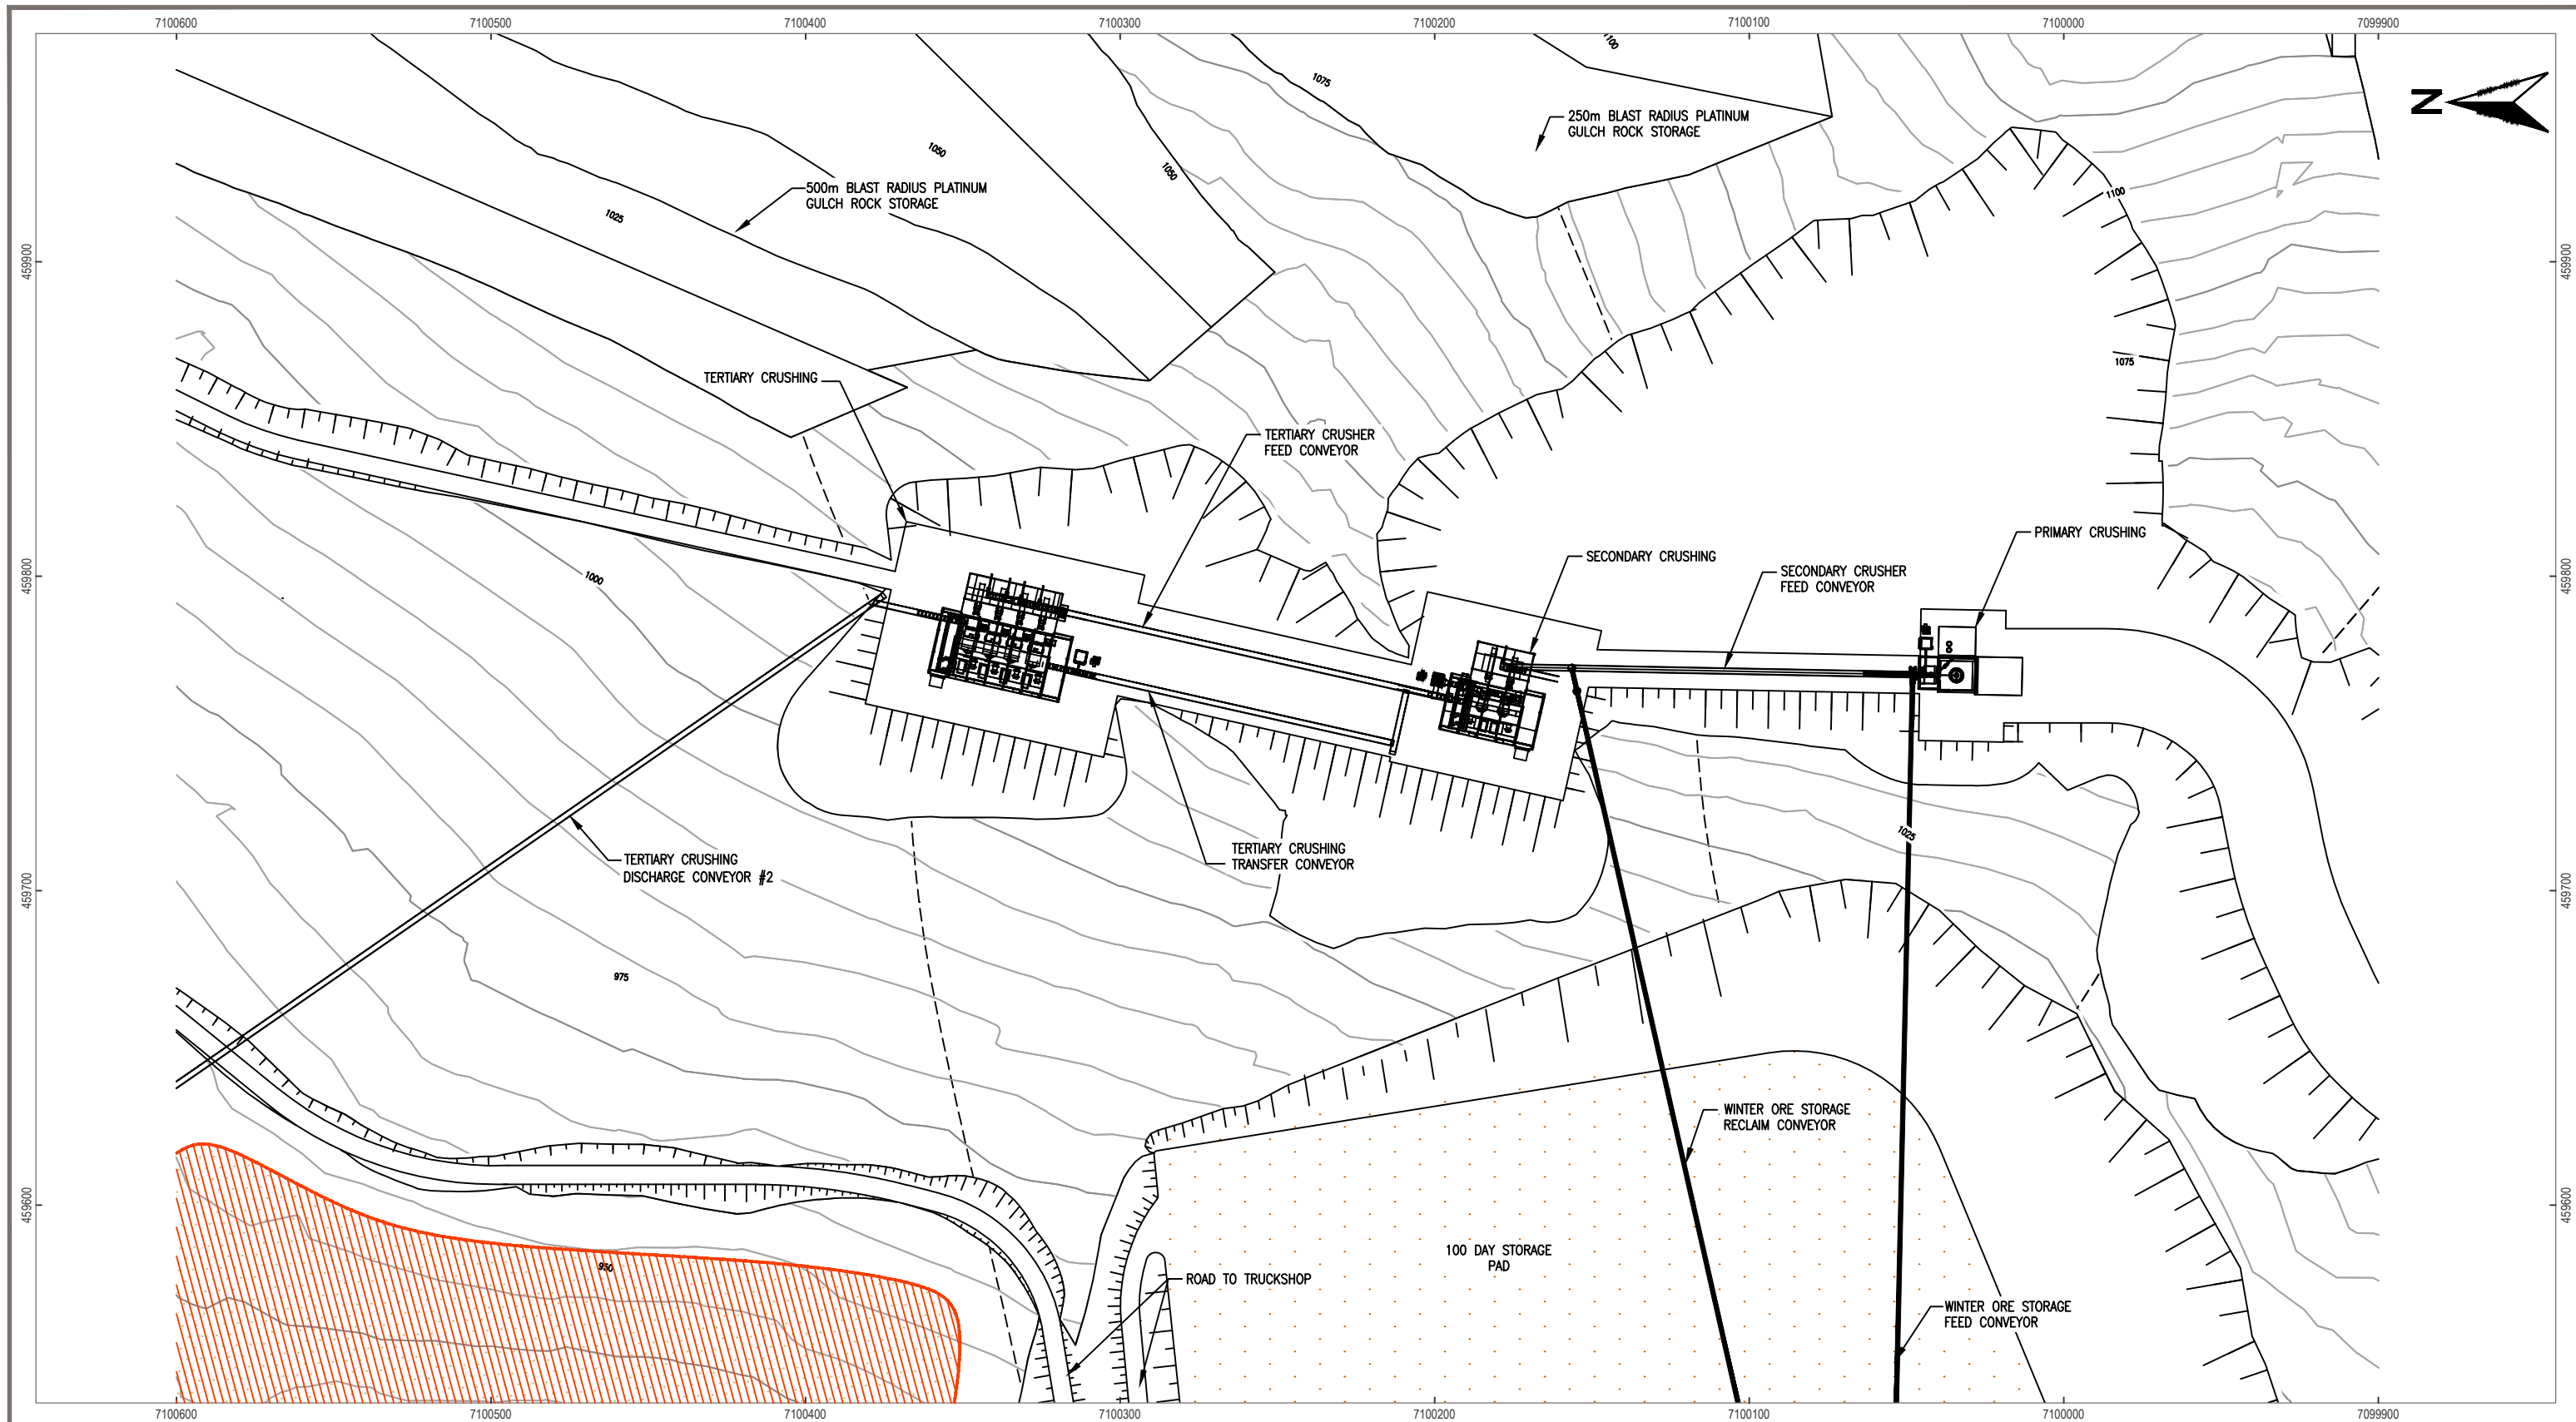 7100600 7100500 7100400 7100300 7100200 7100100 7100000 7099900
1100
1075
N
250m BLAST RADIUS PLATINUM
GULCH ROCK STORAGE
1050
1050
500m BLAST RADIUS PLATINUM
GULCH ROCK STORAGE
1100
1025
459900
459900
1075
TERTIARY CRUSHING
TERTIARY CRUSHER
FEED CONVEYOR
PRIMARY CRUSHING
SECONDARY CRUSHING
SECONDARY CRUSHER
FEED CONVEYOR
459800
1000
459800
1025
TERTIARY CRUSHING
TRANSFER CONVEYOR
TERTIARY CRUSHING
DISCHARGE CONVEYOR #2
459700
459700
975
WINTER ORE STORAGE
RECLAIM CONVEYOR
459600
459600
100 DAY STORAGE
PAD
950
ROAD TO TRUCKSHOP
WINTER ORE STORAGE
FEED CONVEYOR
7100600 7100500 7100400 7100300 7100200 7100100 7100000 7099900